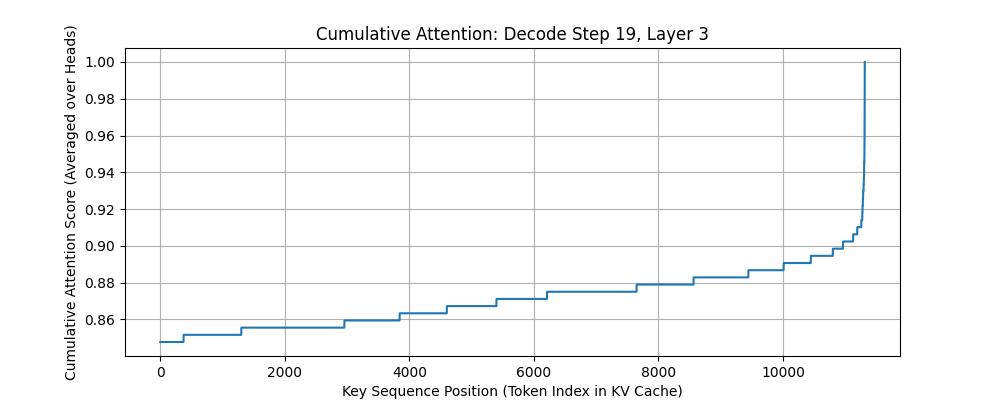 Cumulative Attention: Decode Step 19, Layer 3
Cumulative Attention Score (Averaged over Heads)
1.00
0.98
0.96
0.94
0.92
0.90
0.88
0.86
0 2000 4000 6000 8000 10000
Key Sequence Position (Token Index in KV Cache)